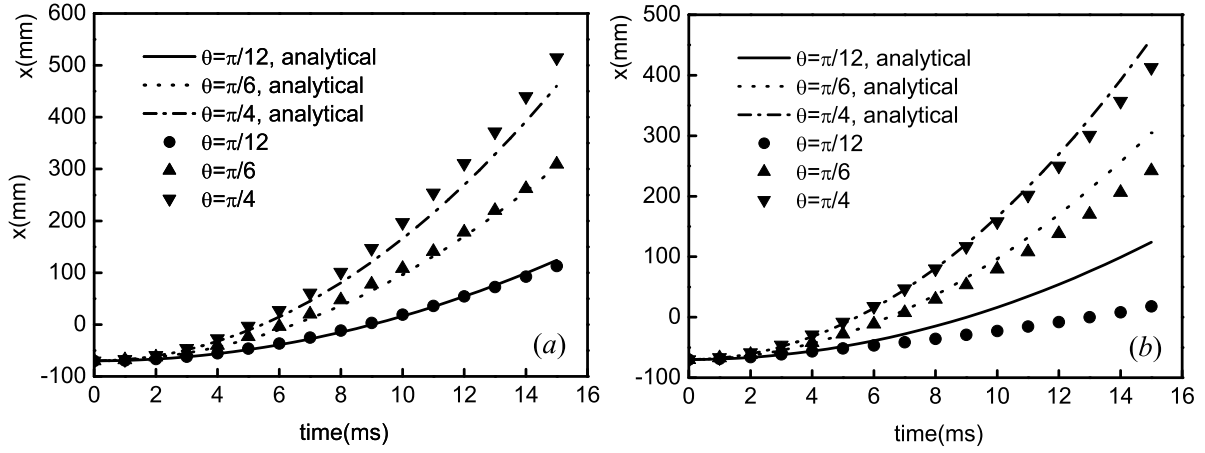 600
500
400
300
200
100
0
-100
x(mm)
x(mm)
θ=π/12, analytical
θ=π/6, analytical
θ=π/4, analytical
θ=π/12
θ=π/6
θ=π/4
(a)
0 2 4 6 8 10 12 14 16
time(ms)
500
400
300
200
100
0
-100
x(mm)
θ=π/12, analytical
θ=π/6, analytical
θ=π/4, analytical
θ=π/12
θ=π/6
θ=π/4
(b)
0 2 4 6 8 10 12 14 16
time(ms)